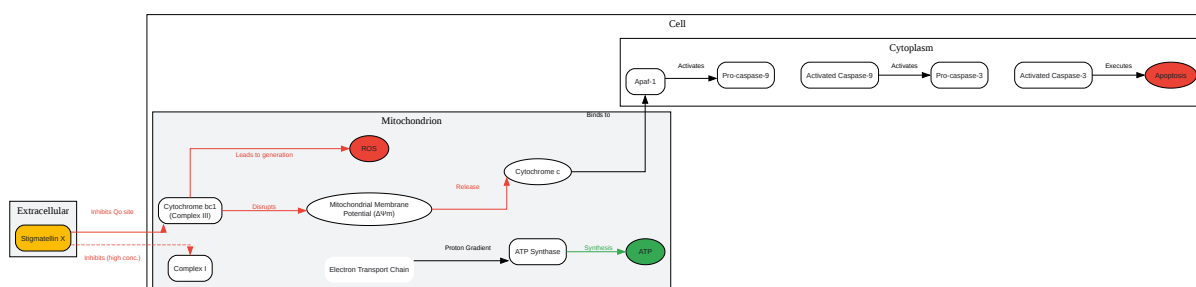 Cell
Cytoplasm
Apaf-1
Activates
Pro-caspase-9
Activated Caspase-9
Activates
Pro-caspase-3
Activated Caspase-3
Executes
Apoptosis
Binds to
Mitochondrion
ROS
Leads to generation
Cytochrome c
Release
Cytochrome bc1
(Complex III)
Disrupts
Mitochondrial Membrane
Potential (ΔΨm)
Extracellular
Stigmatellin X
Inhibits Qo site
Inhibits (high conc.)
Complex I
Electron Transport Chain
Proton Gradient
ATP Synthase
Synthesis
ATP